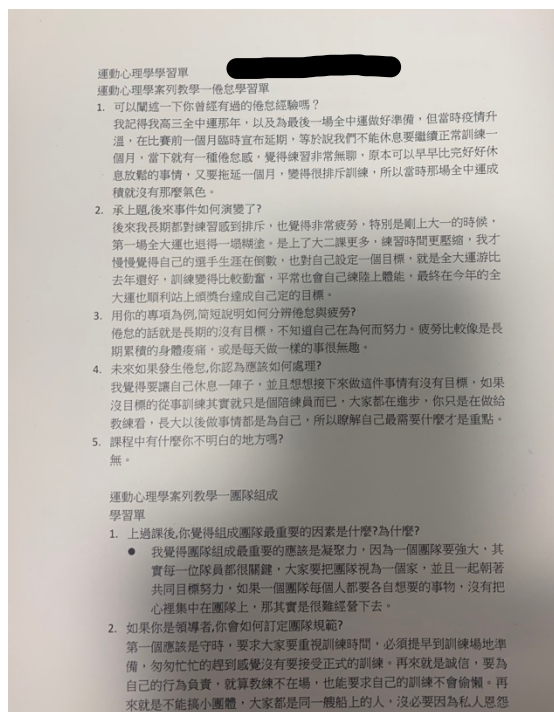 運動心理學學習單
運動心理學案列教學一倦怠學習單
1. 可以闡述一下你曾經有過的倦怠經驗嗎？
我記得我高三全中運那年，以及為最後一場全中運做好準備，但當時疫情升
溫，在比賽前一個月臨時宣布延期，等於說我們不能休息要繼續正常訓練一
個月，當下就有一種倦怠感，覺得練習非常無聊，原本可以早早比完好好休
息放鬆的事情，又要拖延一個月，變得很排斥訓練，所以當時那場全中運成
積就沒有那麼氣色。
2. 承上題,後來事件如何演變了?
後來我長期都對練習感到排斥，也覺得非常疲勞，特別是剛上大一的時候，
第一場全大運也退得一塌糊塗。是上了大二課更多，練習時間更壓縮，我才
慢慢覺得自己的選手生涯在倒數，也對自己設定一個目標，就是全大運游比
去年還好，訓練變得比較勤奮，平常也會自己練陸上體能，最終在今年的全
大運也順利站上頒獎台達成自己定的目標。
3. 用你的專項為例,简短說明如何分辨倦怠與疲勞?
倦怠的話就是長期的沒有目標，不知道自己在為何而努力。疲勞比較像是長
期累積的身體痠痛，或是每天做一樣的事很無趣。
4. 未來如果發生倦怠,你認為應該如何處理?
我覺得要讓自己休息一陣子，並且想想接下來做這件事情有沒有目標，如果
沒目標的從事訓練其實就只是個陪練員而已，大家都在進步，你只是在做給
教練看，長大以後做事情都是為自己，所以瞭解自己最需要什麼才是重點。
5. 課程中有什麼你不明白的地方嗎?
無。
運動心理學案列教學一團隊組成
學習單
1. 上過課後,你覺得組成團隊最重要的因素是什麼?為什麼?
● 我覺得團隊組成最重要的應該是凝聚力，因為一個團隊要強大，其
實每一位隊員都很關鍵，大家要把團隊視為一個家，並且一起朝著
共同目標努力，如果一個團隊每個人都要各自想要的事物，沒有把
心裡集中在團隊上，那其實是很難經營下去。
2. 如果你是領導者,你會如何訂定團隊規範?
第一個應該是守時，要求大家要重視訓練時間，必須提早到訓練場地準
備，匆匆忙忙的趕到感覺沒有要接受正式的訓練。再來就是誠信，要為
自己的行為負責，就算教練不在場，也能要求自己的訓練不會偷懶。再
來就是不能搞小團體，大家都是同一艘船上的人，沒必要因為私人恩怨